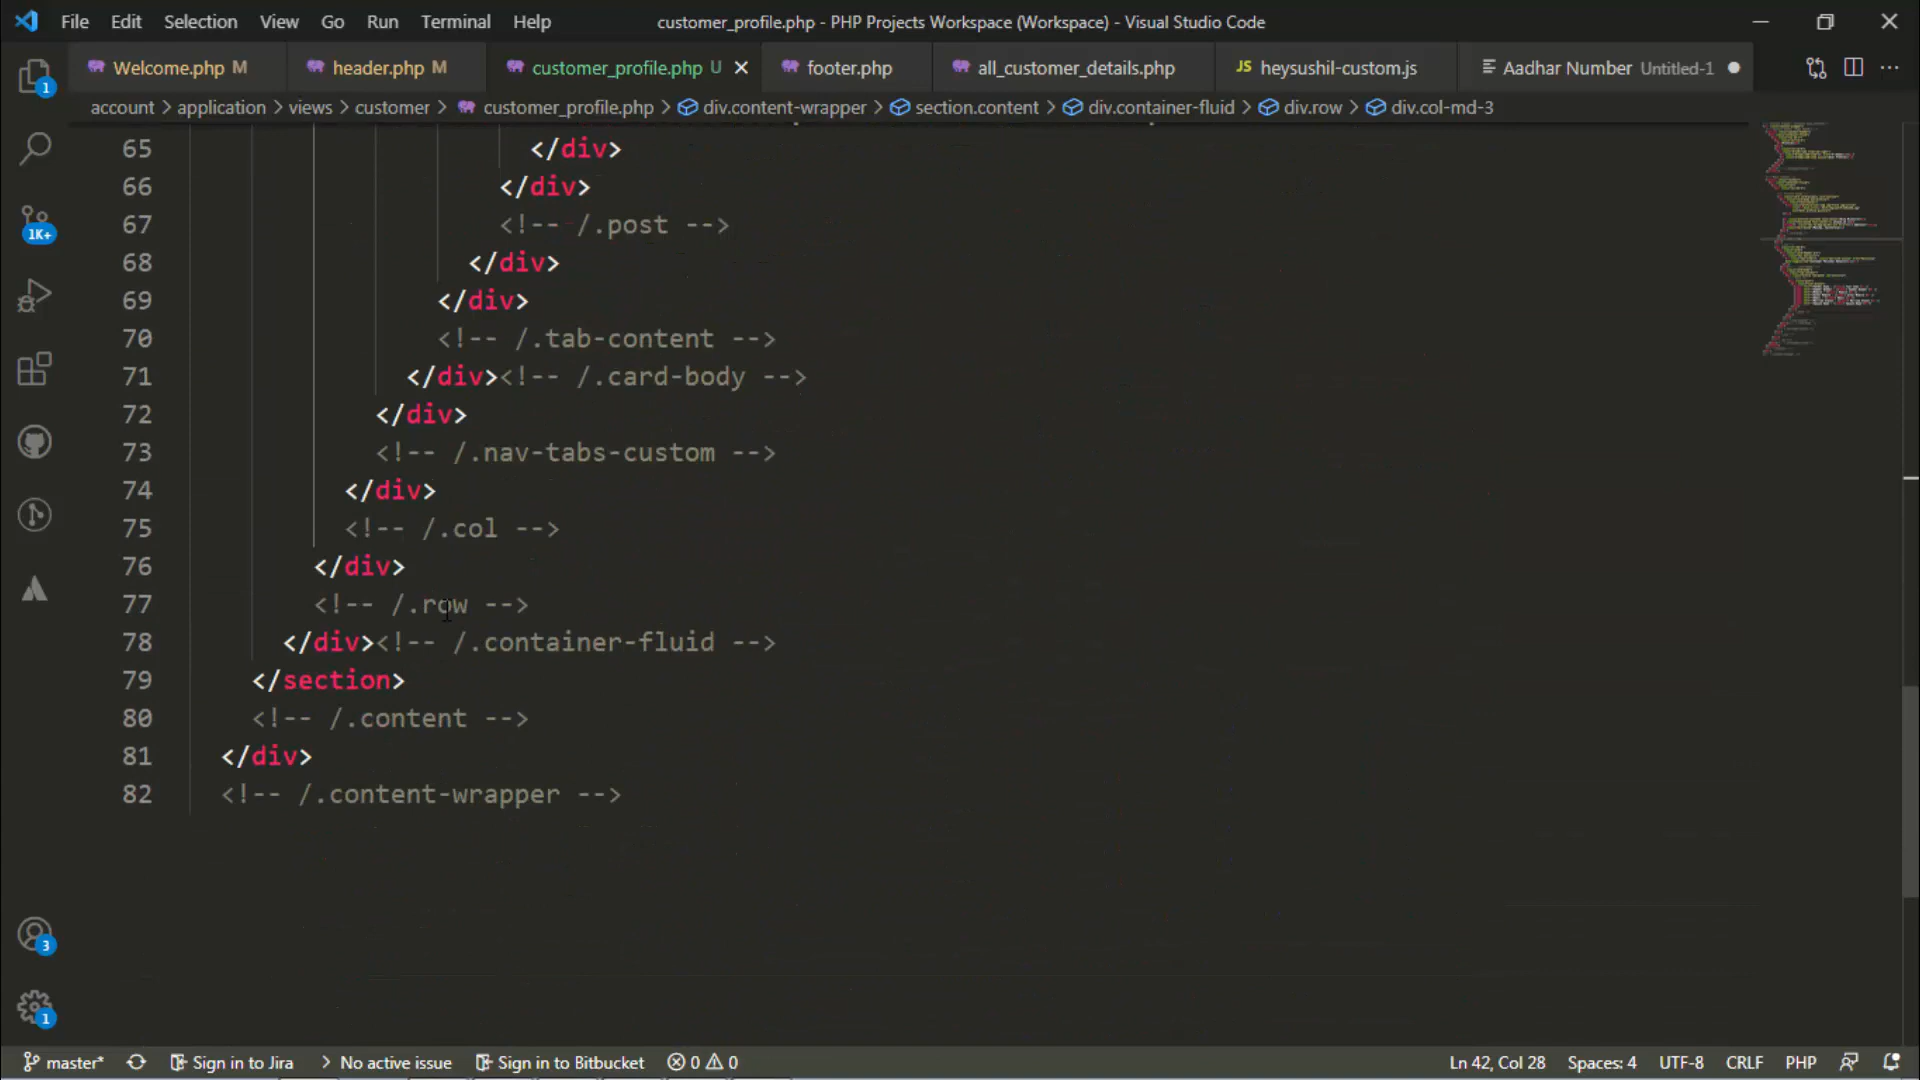 File Edit Selection View Go Run Terminal Help customer_profile.php - PHP Projects Workspace (Workspace) - Visual Studio Code
Welcome.php M header.php M customer_profile.php U footer.php all_customer_details.php JS heysushil-custom.js Aadhar Number Untitled-1
account > application > views > customer > customer_profile.php > div.content-wrapper > section.content > div.container-fluid > div.row > div.col-md-3
65 </div>
66 </div>
67 <!-- /.post -->
68 </div>
69 </div>
70 <!-- /.tab-content -->
71 </div><!-- /.card-body -->
72 </div>
73 <!-- /.nav-tabs-custom -->
74 </div>
75 <!-- /.col -->
76 </div>
77 <!-- /.row -->
78 </div><!-- /.container-fluid -->
79 </section>
80 <!-- /.content -->
81 </div>
82 <!-- /.content-wrapper -->
1
1K+
3
1
master* Sign in to Jira No active issue Sign in to Bitbucket 0 0 Ln 42, Col 28 Spaces: 4 UTF-8 CRLF PHP